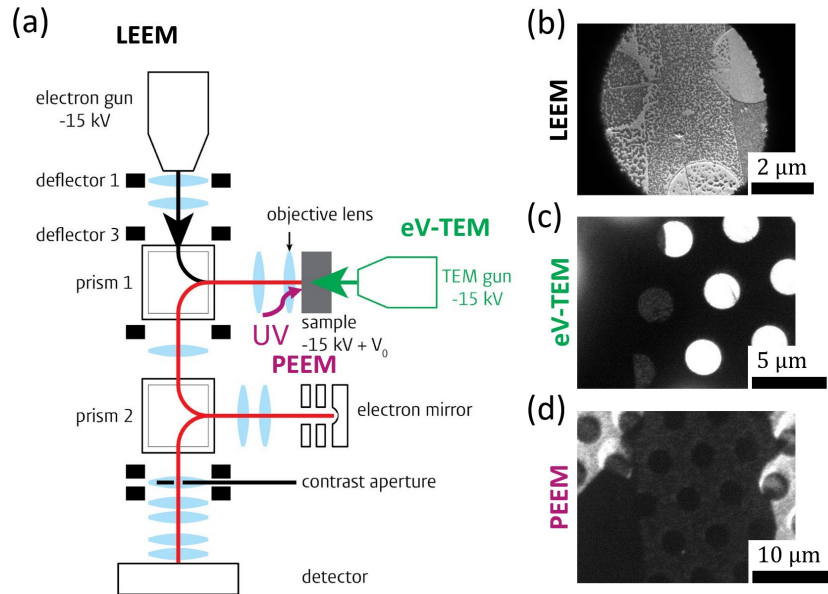 (a)
LEEM
electron gun
-15 kV
deflector 1
deflector 3
objective lens
eV-TEM
prism 1
TEM gun
-15 kV
UV
sample
-15 kV + V₀
PEEM
prism 2
electron mirror
contrast aperture
detector
(b)
LEEM
2 μm
(c)
eV-TEM
5 μm
(d)
PEEM
10 μm